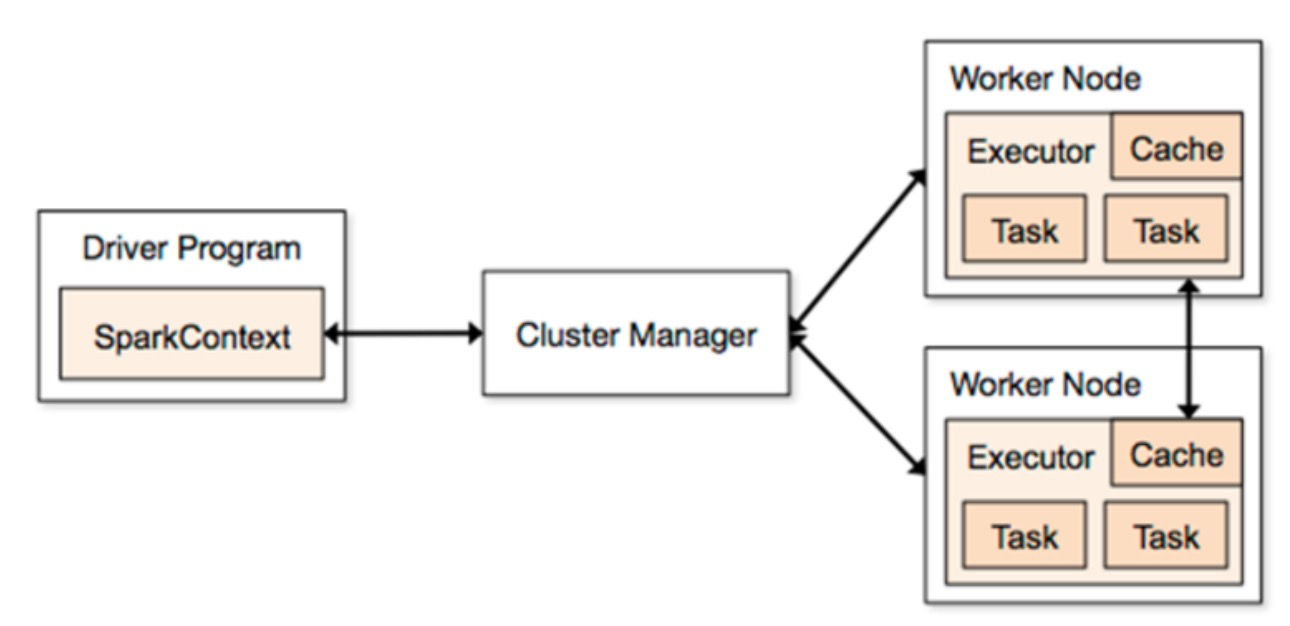 Driver Program
SparkContext
Cluster Manager
Worker Node
Executor
Cache
Task
Task
Worker Node
Executor
Cache
Task
Task